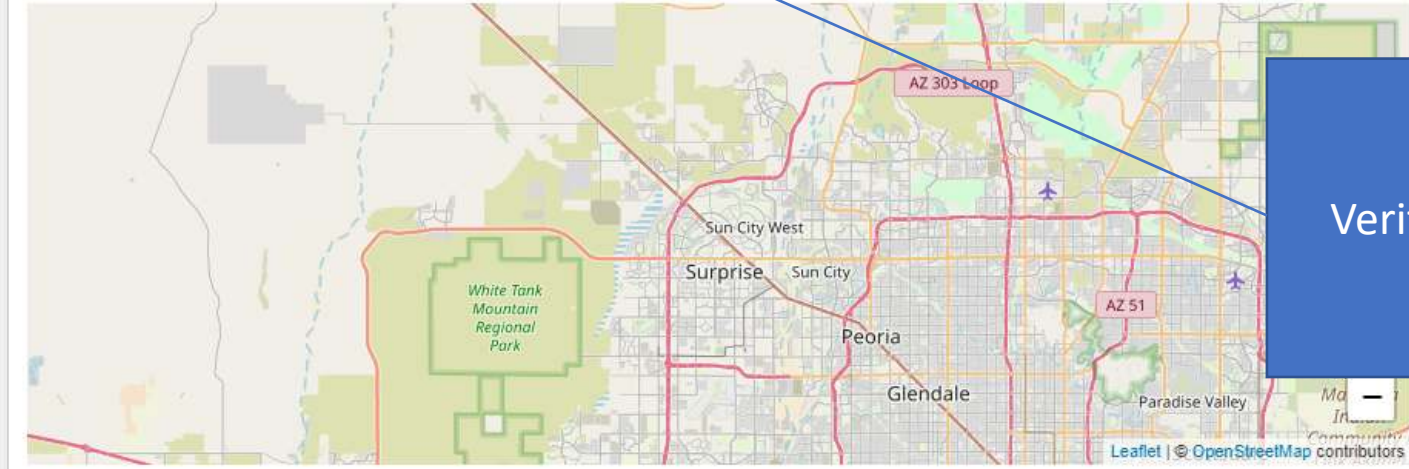 AZ 303 Loop
Sun City West
Surprise
Sun City
White Tank
Mountain
Regional
Park
AZ 51
Peoria
Glendale
Paradise Valley
−
Community
Leaflet | © OpenStreetMap contributors